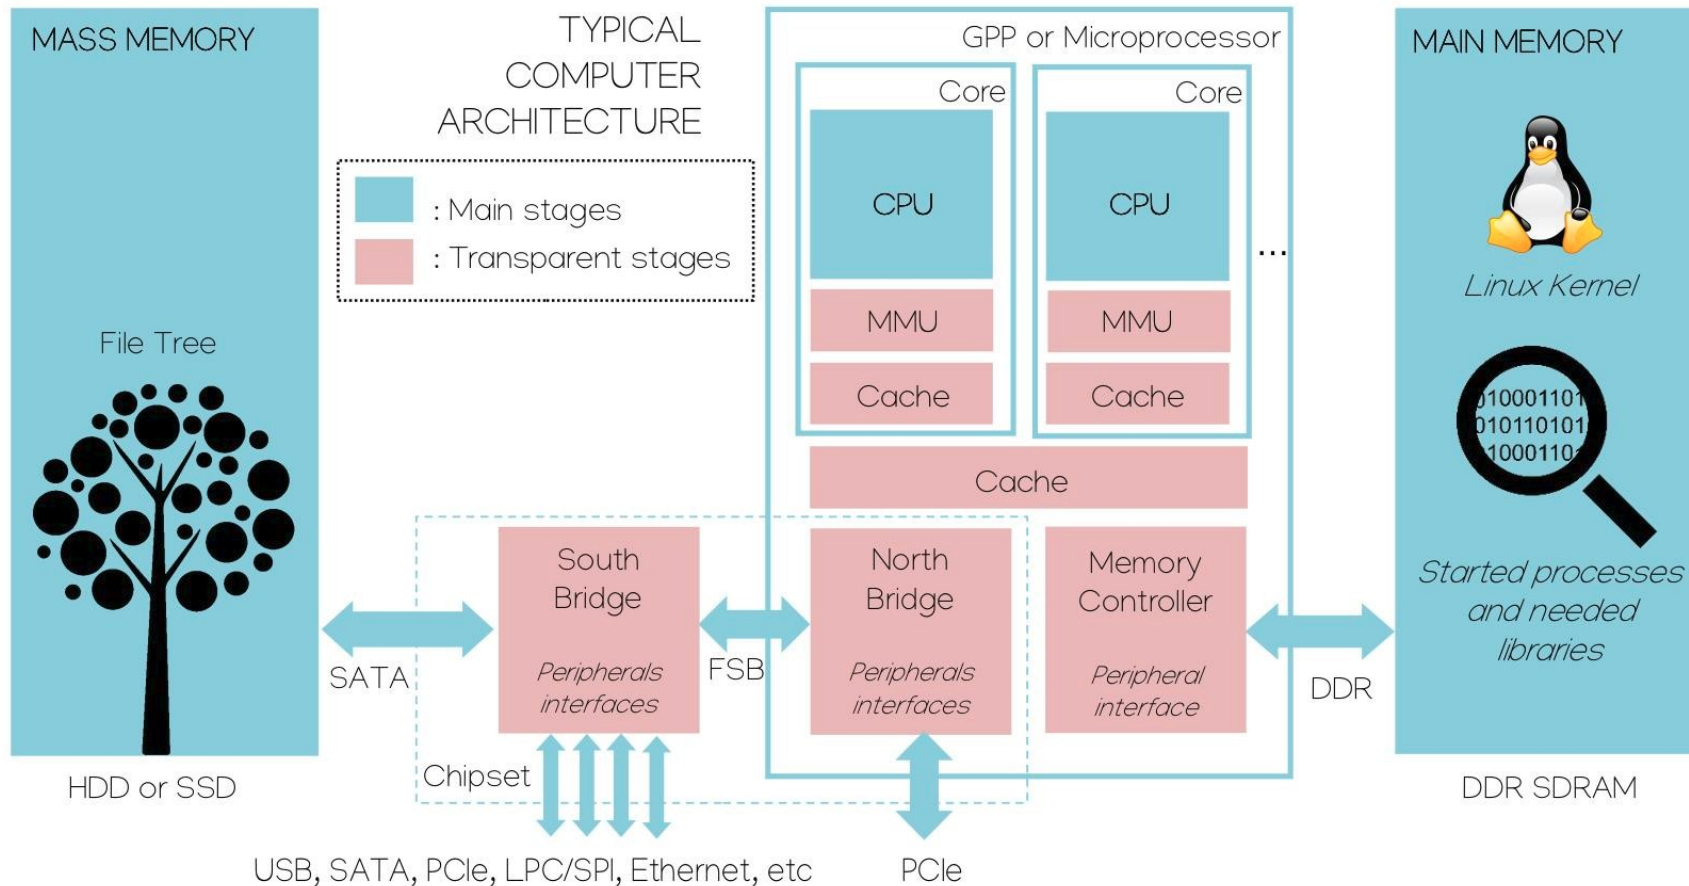 MASS MEMORY
File Tree
HDD or SSD
TYPICAL
COMPUTER
ARCHITECTURE
: Main stages
: Transparent stages
GPP or Microprocessor
Core
CPU
MMU
Cache
Core
CPU
MMU
Cache
...
Cache
South
Bridge
Peripherals
interfaces
North
Bridge
Peripherals
interfaces
Memory
Controller
Peripheral
interface
SATA
FSB
DDR
Chipset
USB, SATA, PCIe, LPC/SPI, Ethernet, etc
PCIe
MAIN MEMORY
Linux Kernel
010001101
010110101
10001101
Started processes
and needed
libraries
DDR SDRAM